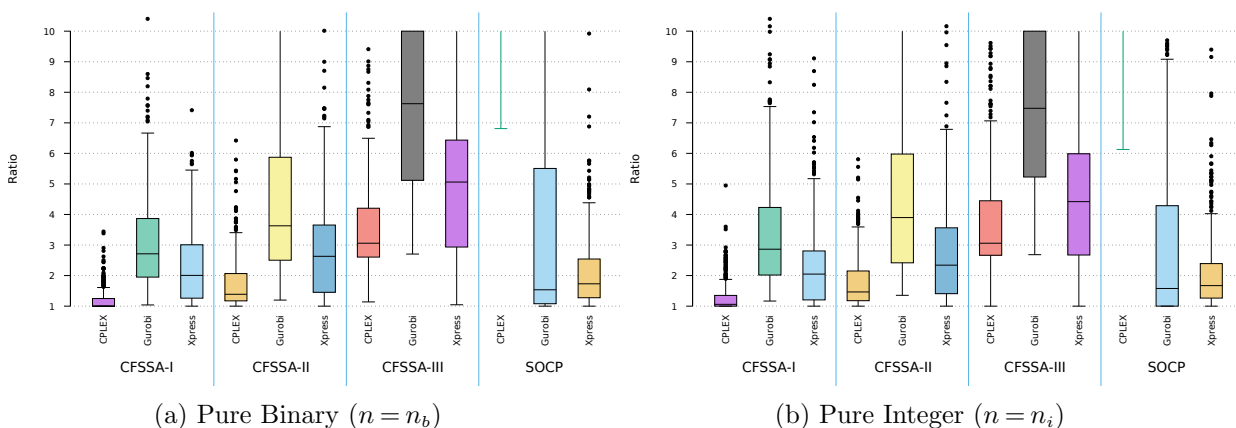 10
9
8
7
6
5
4
3
2
1
Ratio
CPLEX
Gurobi
Xpress
CPLEX
Gurobi
Xpress
CPLEX
Gurobi
Xpress
CPLEX
Gurobi
Xpress
CFSSA-I
CFSSA-II
CFSSA-III
SOCP
(a) Pure Binary (n = n_b)
10
9
8
7
6
5
4
3
2
1
Ratio
CPLEX
Gurobi
Xpress
CPLEX
Gurobi
Xpress
CPLEX
Gurobi
Xpress
CPLEX
Gurobi
Xpress
CFSSA-I
CFSSA-II
CFSSA-III
SOCP
(b) Pure Integer (n = n_i)